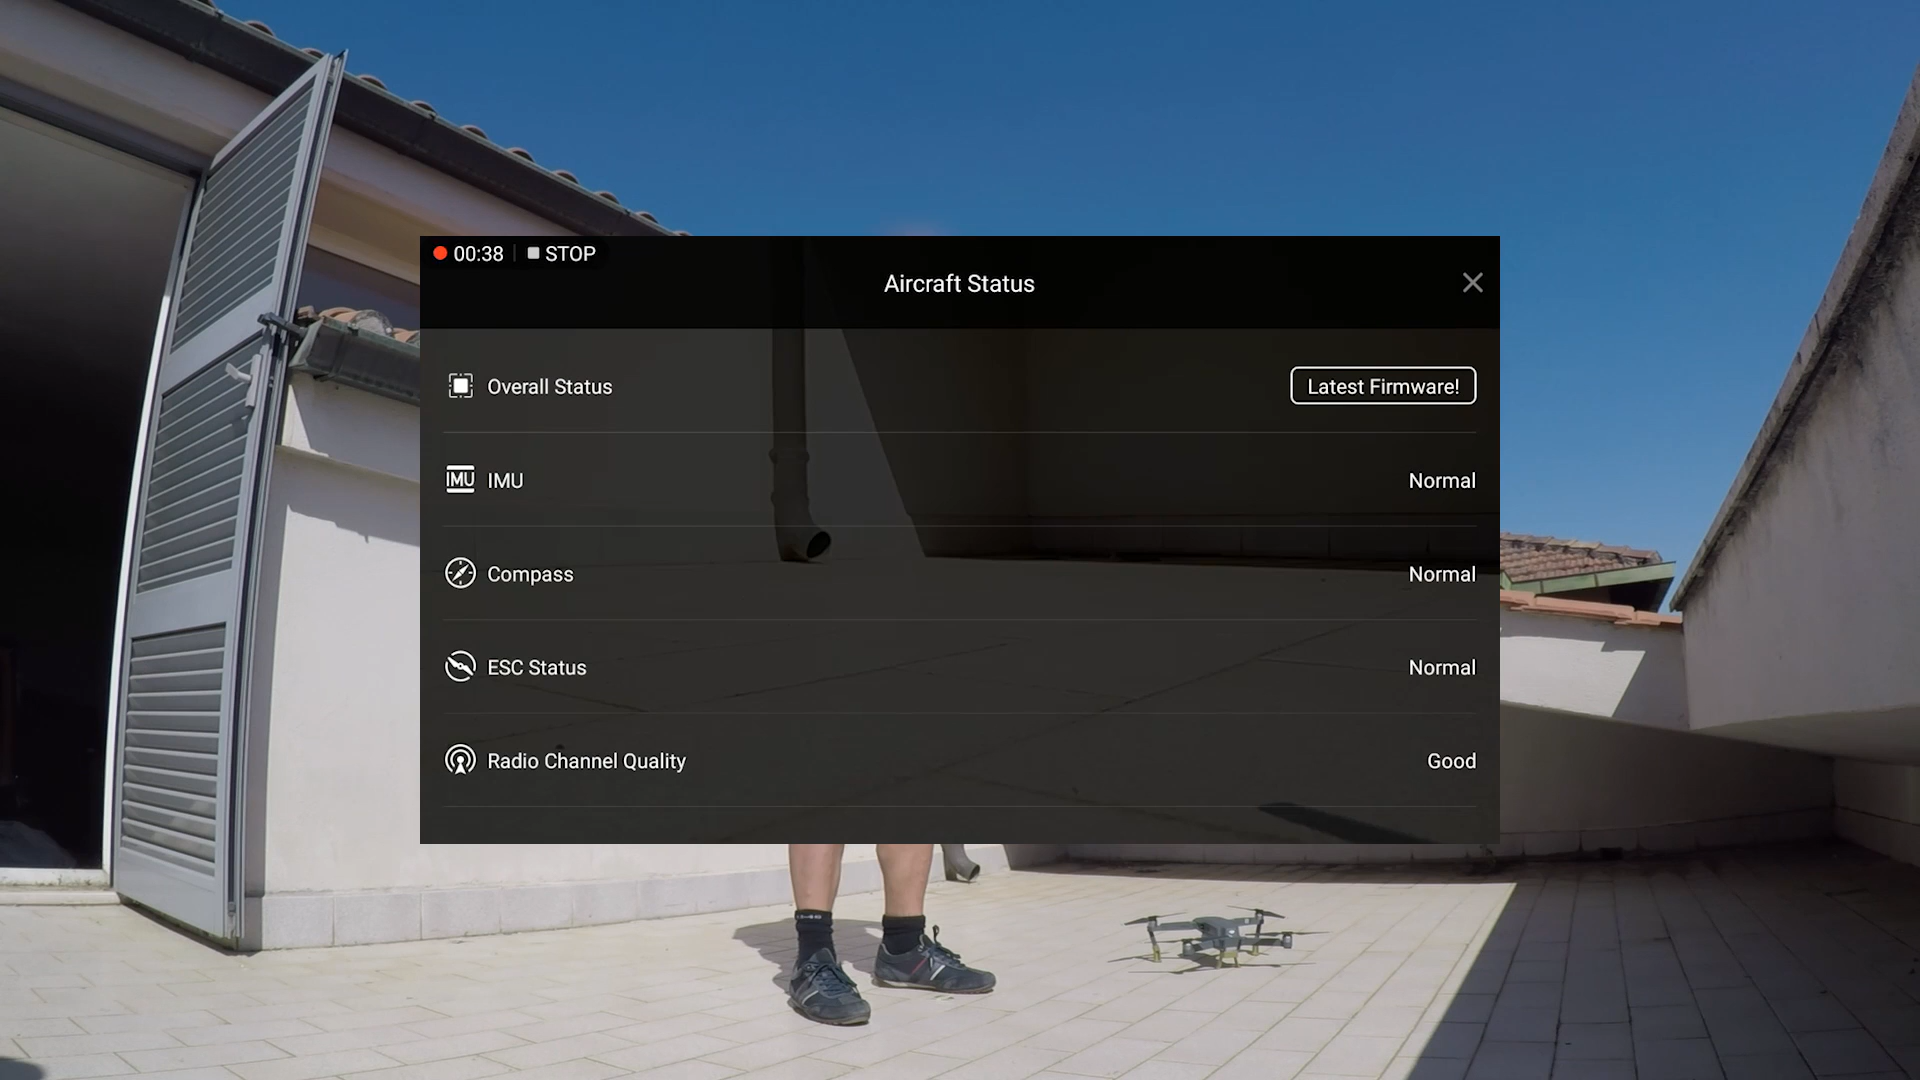 00:38 STOP
Aircraft Status
Overall Status Latest Firmware!
IMU IMU Normal
Compass Normal
ESC Status Normal
Radio Channel Quality Good